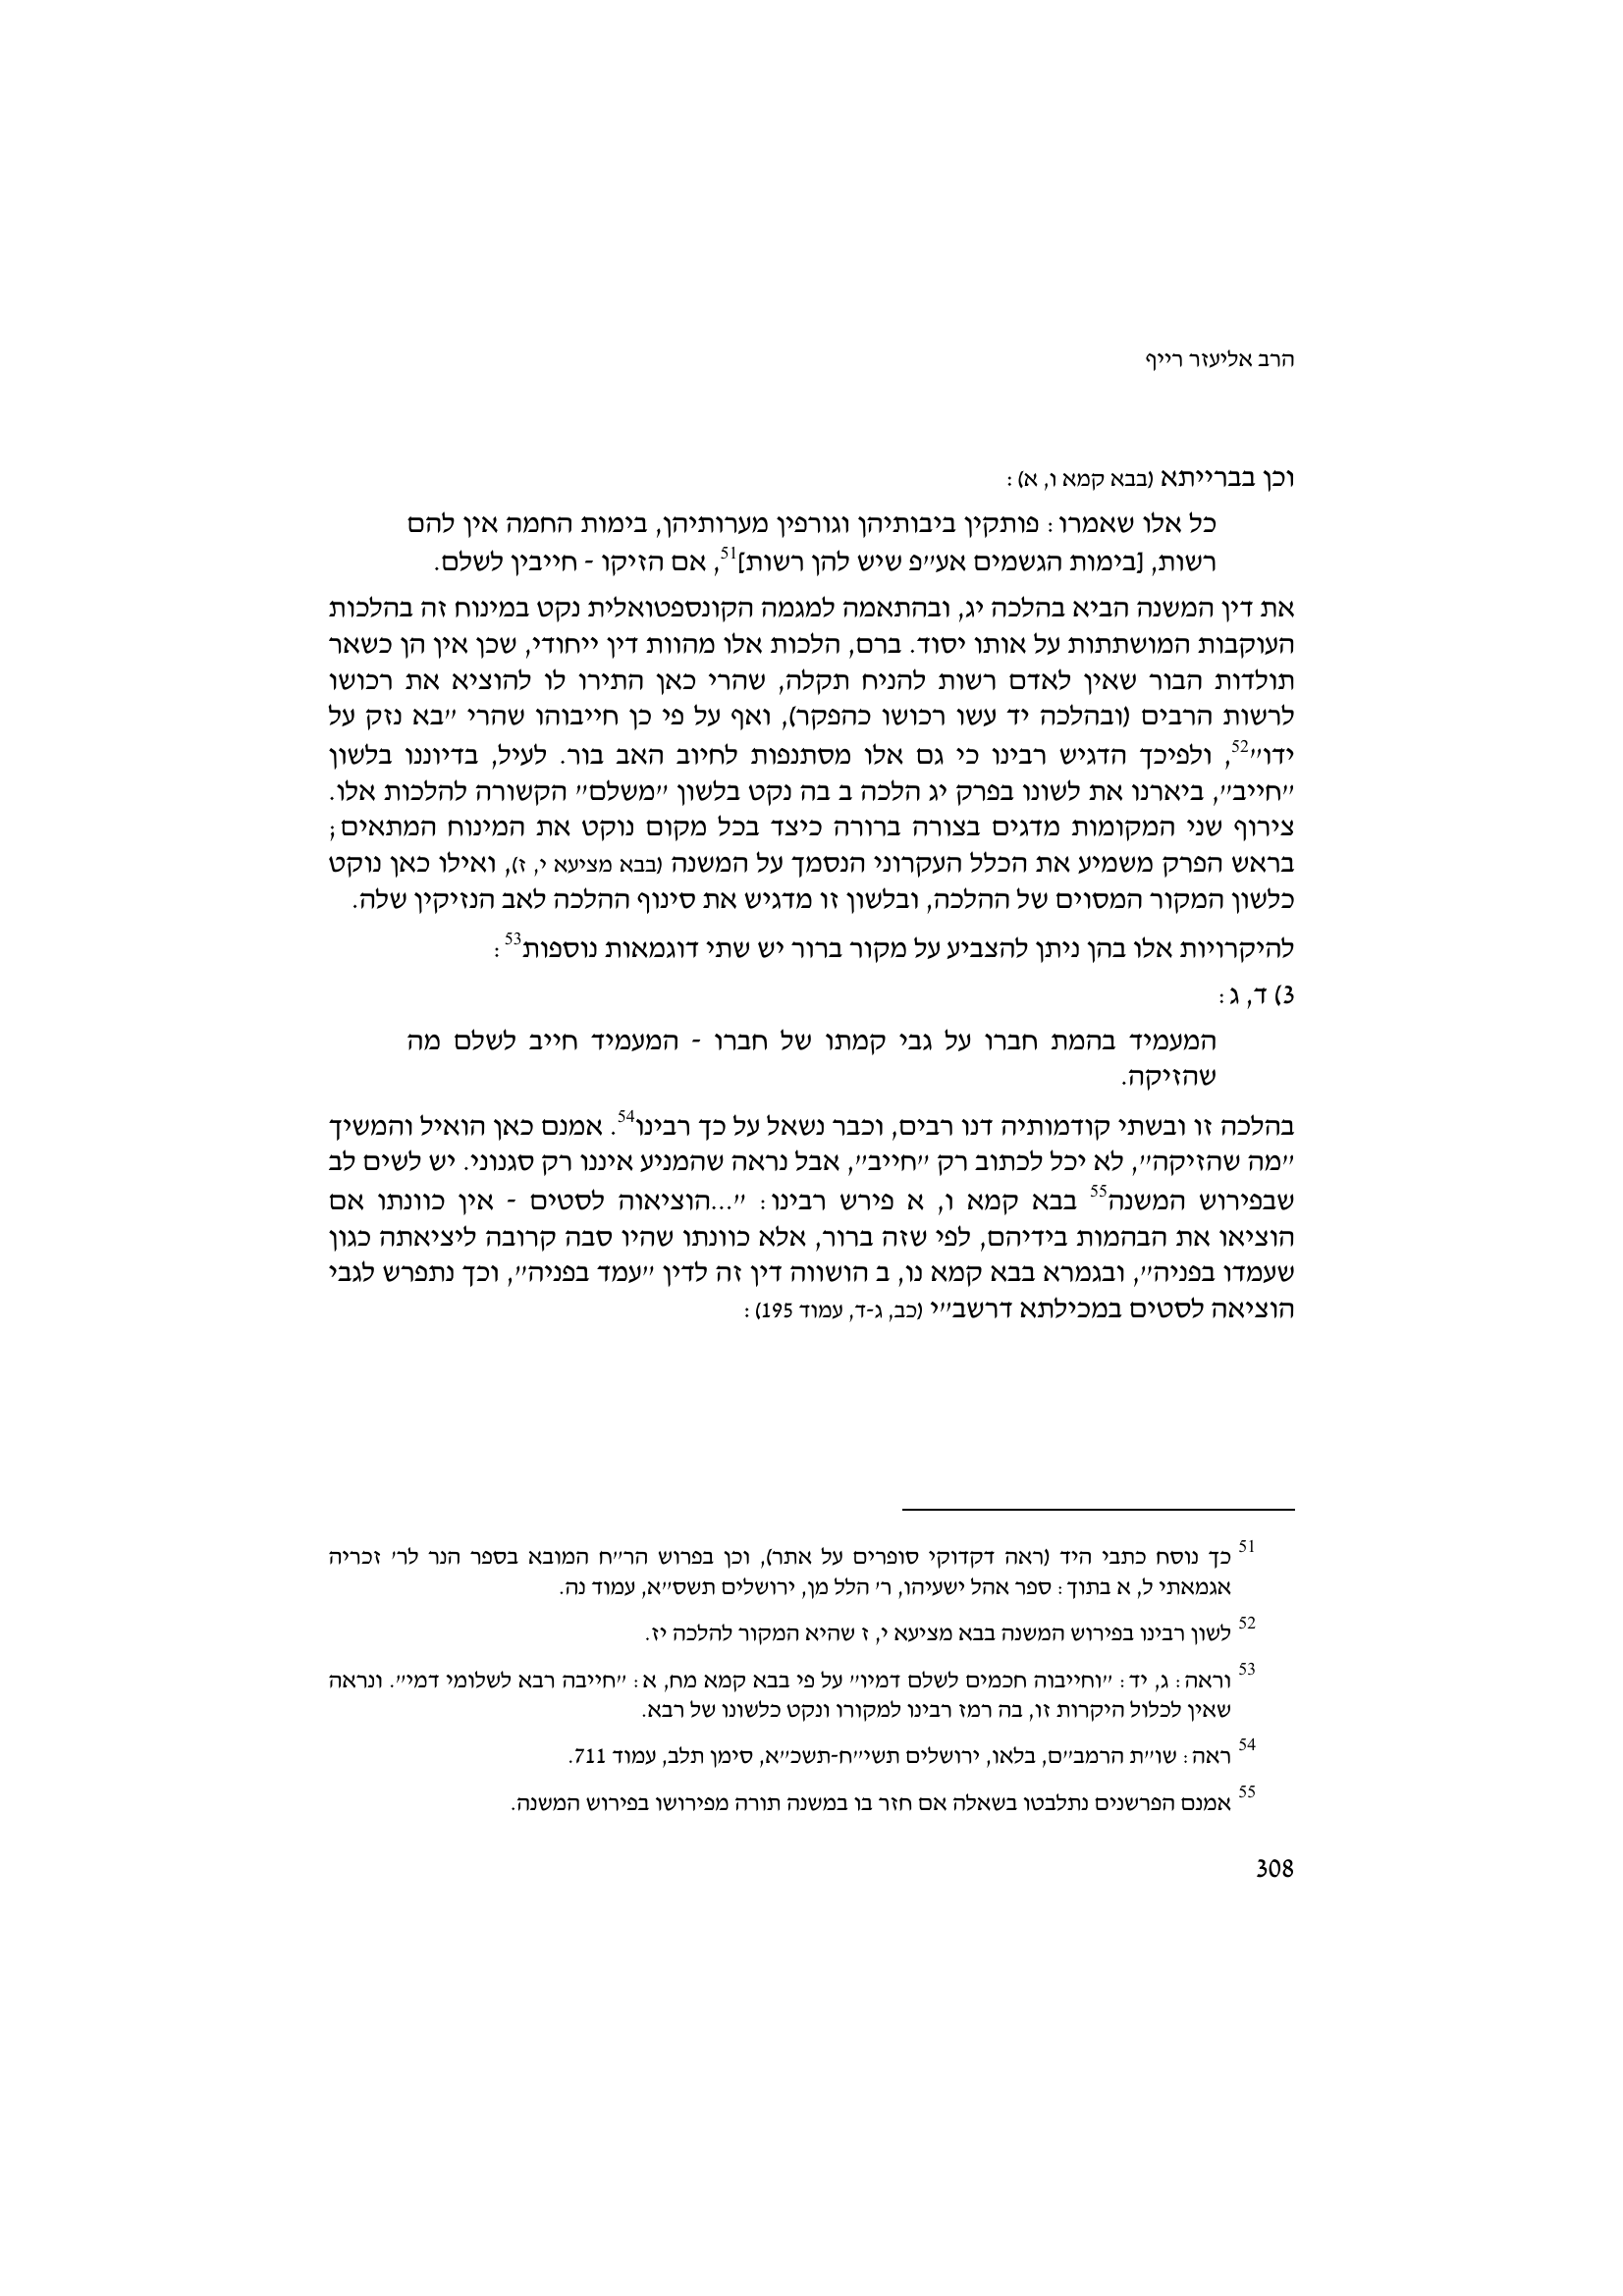 הרב אליעזר רייף
וכן בברייתא (בבא קמא ו, א):
כל אלו שאמרו: פותקין ביבותיהן וגורפין מערותיהן, בימות החמה אין להם
רשות, [בימות הגשמים אע״פ שיש להן רשות]51, אם הזיקו - חייבין לשלם.
את דין המשנה הביא בהלכה יג, ובהתאמה למגמה הקונספטואלית נקט במינוח זה בהלכות
העוקבות המושתתות על אותו יסוד. ברם, הלכות אלו מהוות דין ייחודי, שכן אין הן כשאר
תולדות הבור שאין לאדם רשות להניח תקלה, שהרי כאן התירו לו להוציא את רכושו
לרשות הרבים (ובהלכה יד עשו רכושו כהפקר), ואף על פי כן חייבוהו שהרי ״בא נזק על
ידו״52, ולפיכך הדגיש רבינו כי גם אלו מסתנפות לחיוב האב בור. לעיל, בדיוננו בלשון
״חייב״, ביארנו את לשונו בפרק יג הלכה ב בה נקט בלשון ״משלם״ הקשורה להלכות אלו.
צירוף שני המקומות מדגים בצורה ברורה כיצד בכל מקום נוקט את המינוח המתאים;
בראש הפרק משמיע את הכלל העקרוני הנסמך על המשנה (בבא מציעא י, ז), ואילו כאן נוקט
כלשון המקור המסוים של ההלכה, ובלשון זו מדגיש את סינוף ההלכה לאב הנזיקין שלה.
להיקרויות אלו בהן ניתן להצביע על מקור ברור יש שתי דוגמאות נוספות53:
3) ד, ג:
המעמיד בהמת חברו על גבי קמתו של חברו - המעמיד חייב לשלם מה
שהזיקה.
בהלכה זו ובשתי קודמותיה דנו רבים, וכבר נשאל על כך רבינו54. אמנם כאן הואיל והמשיך
״מה שהזיקה״, לא יכל לכתוב רק ״חייב״, אבל נראה שהמניע איננו רק סגנוני. יש לשים לב
שבפירוש המשנה55 בבא קמא ו, א פירש רבינו: ״...הוציאוה לסטים - אין כוונתו אם
הוציאו את הבהמות בידיהם, לפי שזה ברור, אלא כוונתו שהיו סבה קרובה ליציאתה כגון
שעמדו בפניה״, ובגמרא בבא קמא נו, ב הושווה דין זה לדין ״עמד בפניה״, וכך נתפרש לגבי
הוציאה לסטים במכילתא דרשב״י (כב, ג-ד, עמוד 195):
51 כך נוסח כתבי היד (ראה דקדוקי סופרים על אתר), וכן בפרוש הר״ח המובא בספר הנר לר׳ זכריה
אגמאתי ל, א בתוך: ספר אהל ישעיהו, ר׳ הלל מן, ירושלים תשס״א, עמוד נה.
52 לשון רבינו בפירוש המשנה בבא מציעא י, ז שהיא המקור להלכה יז.
53 וראה: ג, יד: ״וחייבוה חכמים לשלם דמיו״ על פי בבא קמא מח, א: ״חייבה רבא לשלומי דמי״. ונראה
שאין לכלול היקרות זו, בה רמז רבינו למקורו ונקט כלשונו של רבא.
54 ראה: שו״ת הרמב״ם, בלאו, ירושלים תשי״ח-תשכ״א, סימן תלב, עמוד 711.
55 אמנם הפרשנים נתלבטו בשאלה אם חזר בו במשנה תורה מפירושו בפירוש המשנה.
308